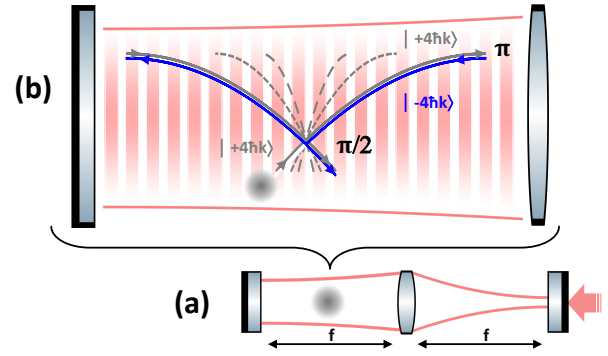 (b)
| +4ħk⟩
π
| -4ħk⟩
| +4ħk⟩
π/2
(a)
f
f